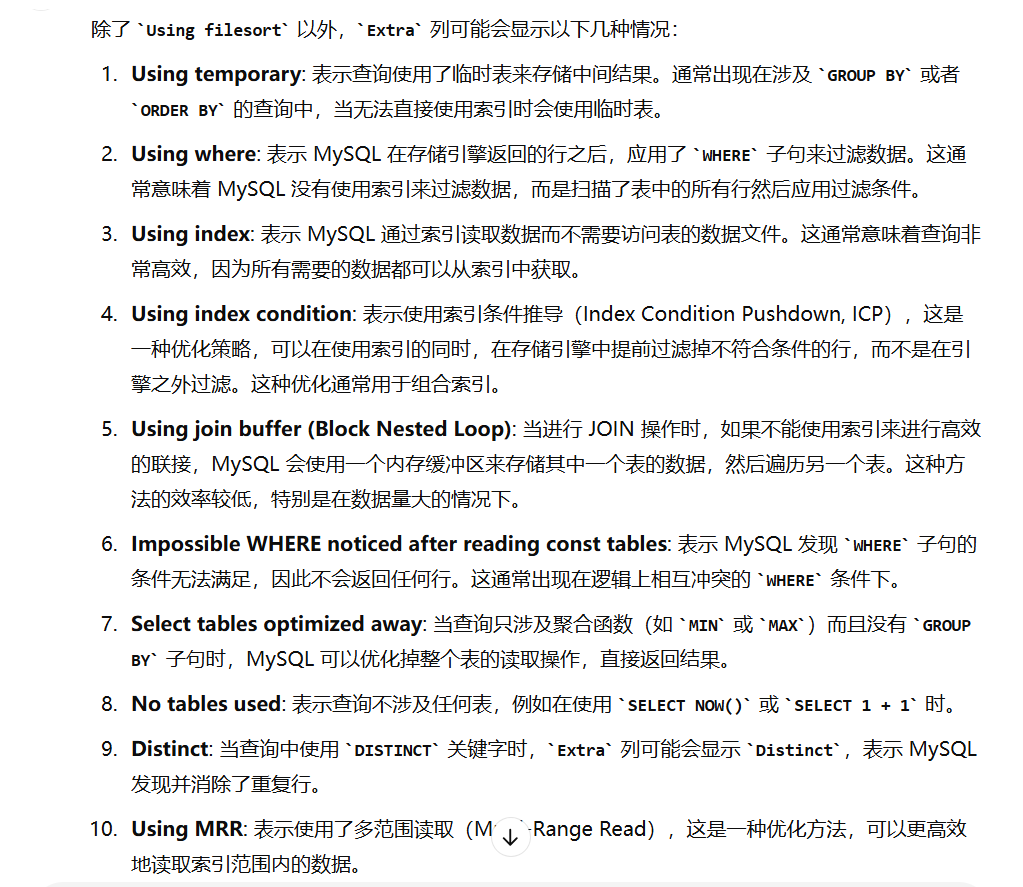 除了 `Using filesort` 以外，`Extra` 列可能会显示以下几种情况：
1. Using temporary: 表示查询使用了临时表来存储中间结果。通常出现在涉及 `GROUP BY` 或者
`ORDER BY` 的查询中，当无法直接使用索引时会使用临时表。
2. Using where: 表示 MySQL 在存储引擎返回的行之后，应用了 `WHERE` 子句来过滤数据。这通
常意味着 MySQL 没有使用索引来过滤数据，而是扫描了表中的所有行然后应用过滤条件。
3. Using index: 表示 MySQL 通过索引读取数据而不需要访问表的数据文件。这通常意味着查询非
常高效，因为所有需要的数据都可以从索引中获取。
4. Using index condition: 表示使用索引条件推导（Index Condition Pushdown, ICP），这是
一种优化策略，可以在使用索引的同时，在存储引擎中提前过滤掉不符合条件的行，而不是在引
擎之外过滤。这种优化通常用于组合索引。
5. Using join buffer (Block Nested Loop): 当进行 JOIN 操作时，如果不能使用索引来进行高效
的联接，MySQL 会使用一个内存缓冲区来存储其中一个表的数据，然后遍历另一个表。这种方
法的效率较低，特别是在数据量大的情况下。
6. Impossible WHERE noticed after reading const tables: 表示 MySQL 发现 `WHERE` 子句的
条件无法满足，因此不会返回任何行。这通常出现在逻辑上相互冲突的 `WHERE` 条件下。
7. Select tables optimized away: 当查询只涉及聚合函数（如 `MIN` 或 `MAX`）而且没有 `GROUP
BY` 子句时，MySQL 可以优化掉整个表的读取操作，直接返回结果。
8. No tables used: 表示查询不涉及任何表，例如在使用 `SELECT NOW()` 或 `SELECT 1 + 1` 时。
9. Distinct: 当查询中使用 `DISTINCT` 关键字时，`Extra` 列可能会显示 `Distinct`，表示 MySQL
发现并消除了重复行。
10. Using MRR: 表示使用了多范围读取（-Range Read），这是一种优化方法，可以更高效
地读取索引范围内的数据。